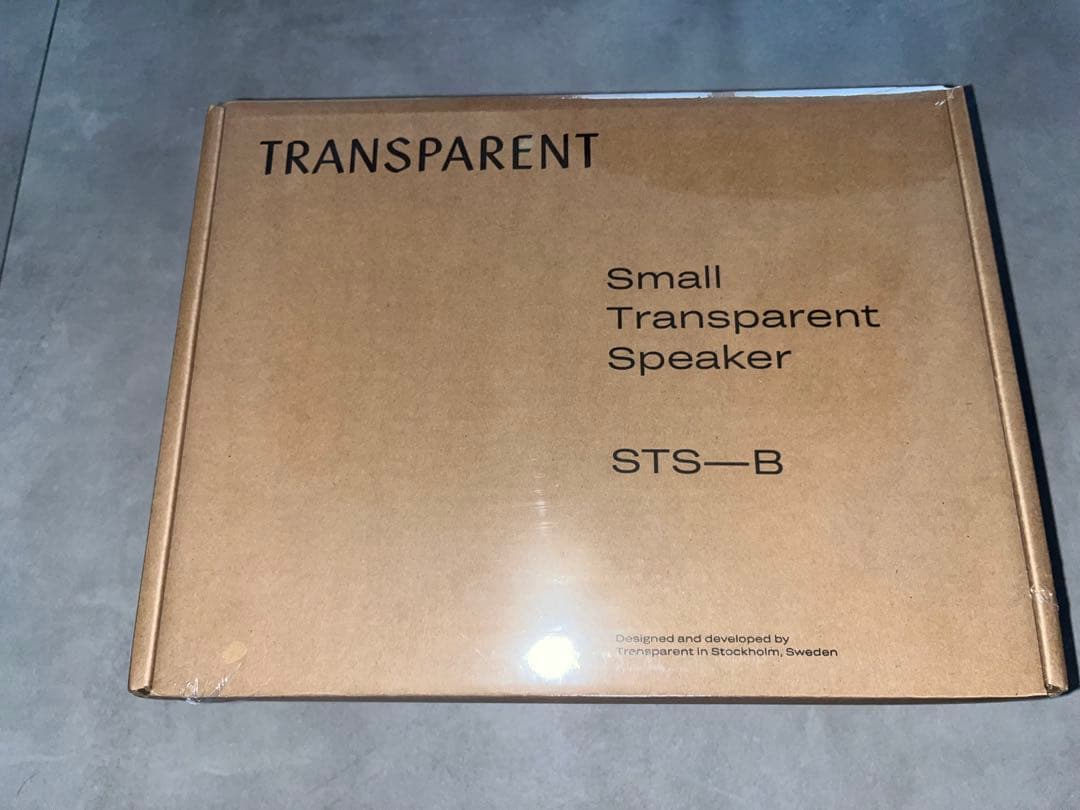 TRANSPARENT
Small
Transparent
Speaker
STS—B
Designed and developed by
Transparent in Stockholm, Sweden